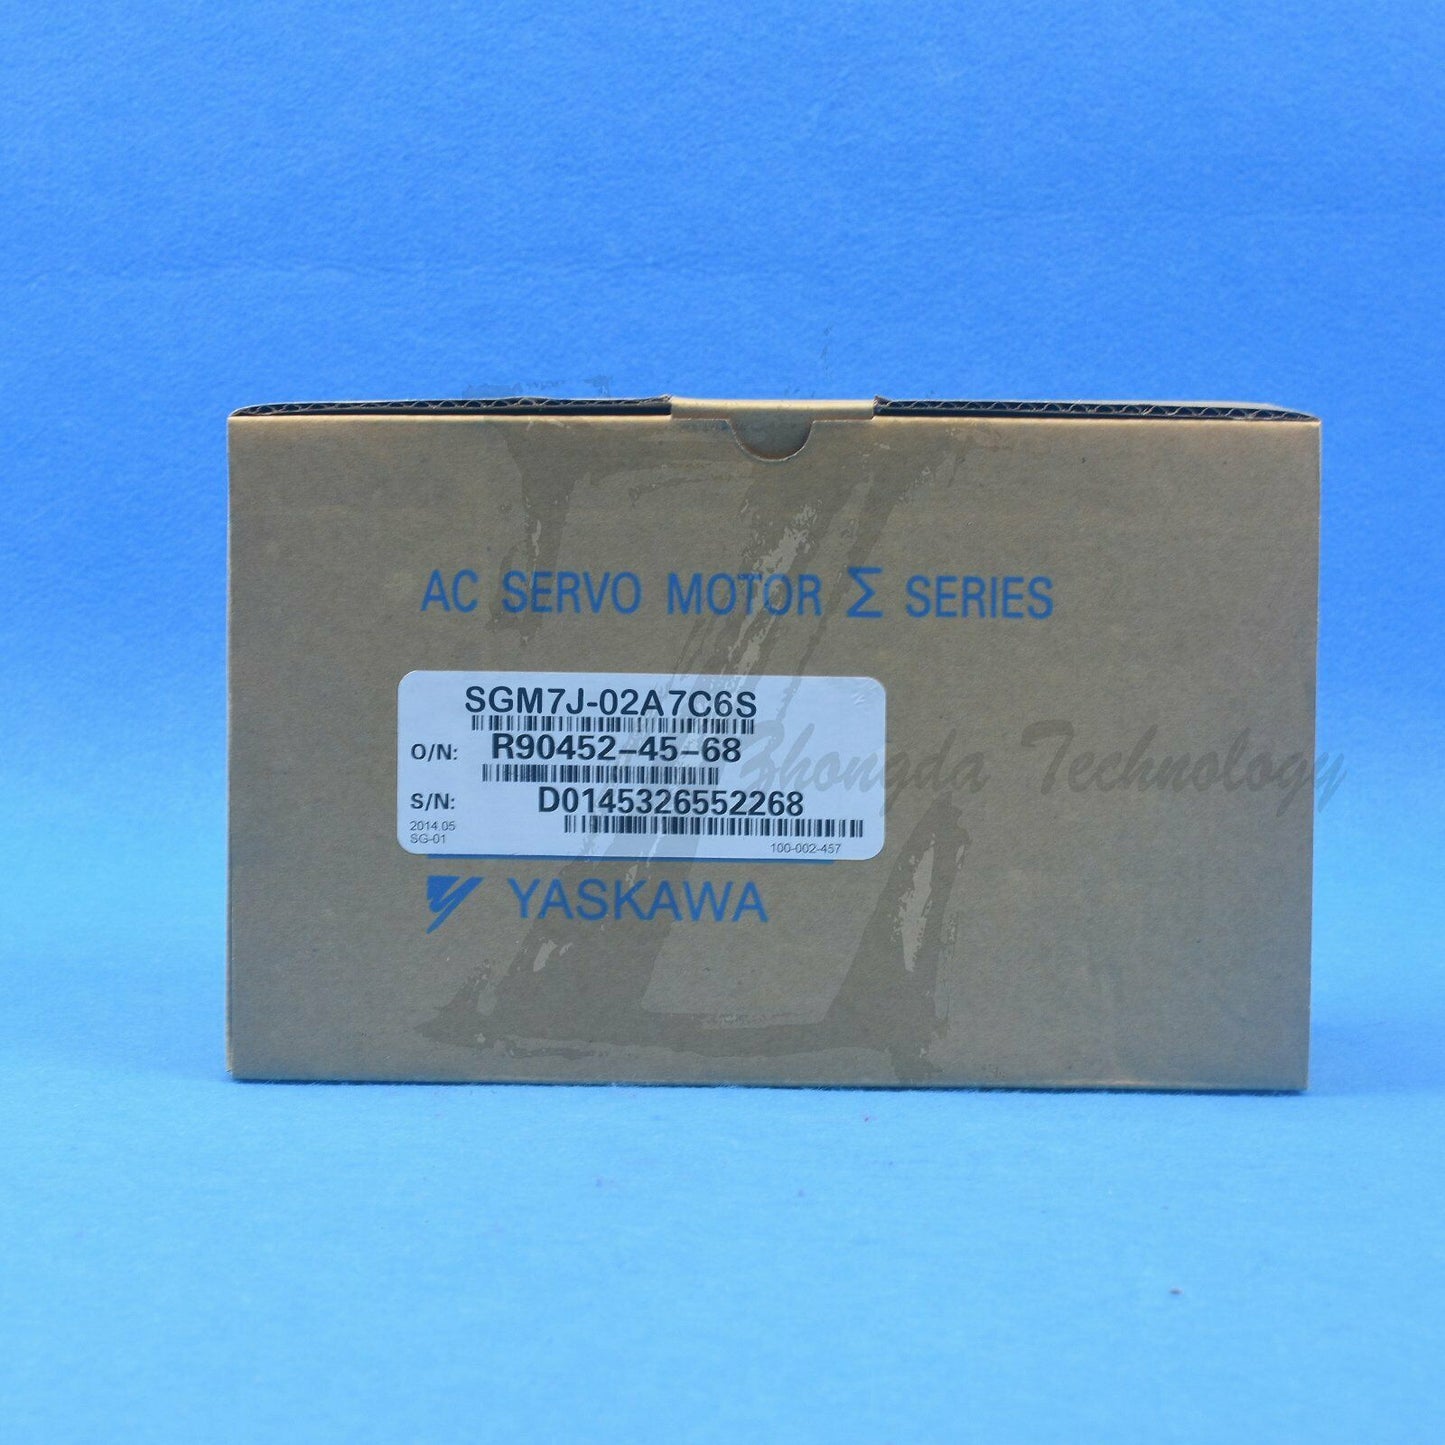 AC SERVO MOTOR Σ SERIES
SGM7J-02A7C6S
O/N: R90452-45-68
S/N: D0145326552268
2014.05
SG-01
100-002-457
YASKAWA
Zhongda Technology